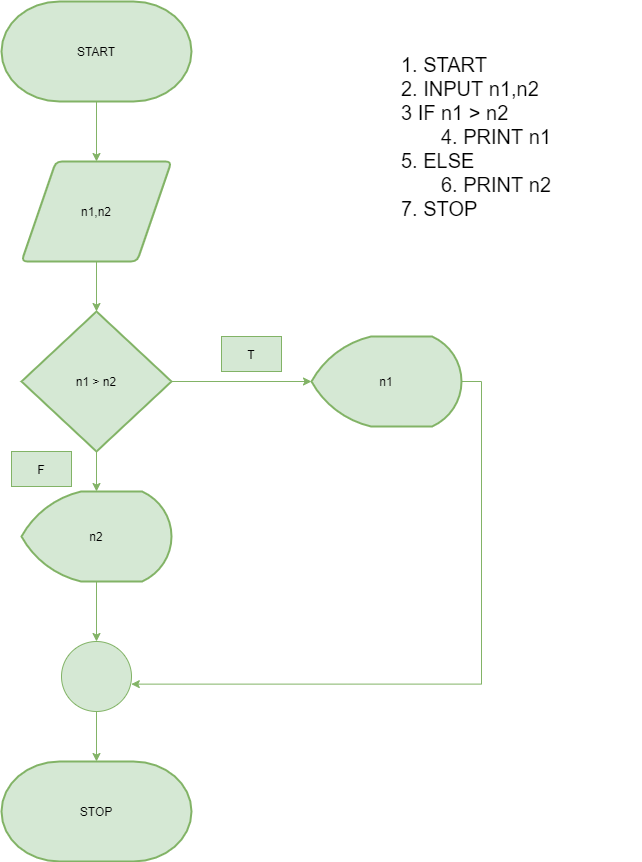 START
1. START
2. INPUT n1,n2
3 IF n1 > n2
4. PRINT n1
5. ELSE
6. PRINT n2
7. STOP
n1,n2
T
n1 > n2
n1
F
n2
STOP